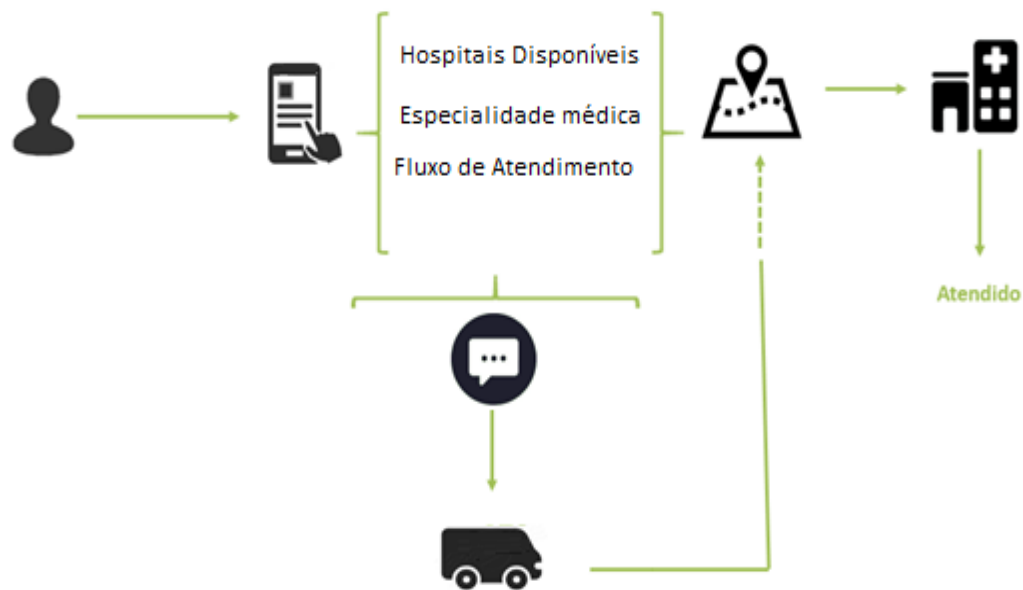 Hospitais Disponíveis
Especialidade médica
Fluxo de Atendimento
Atendido